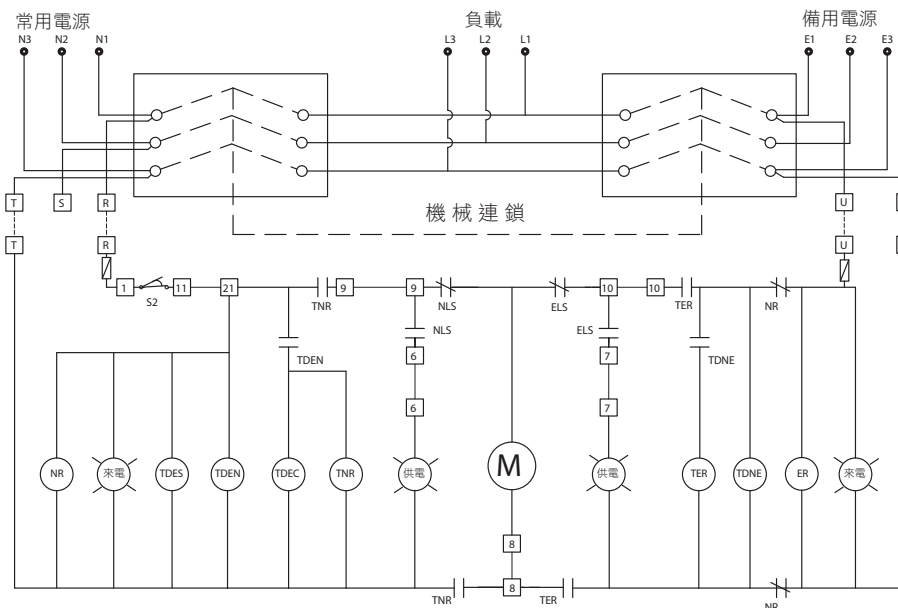 常用電源 負載 備用電源
N3 N2 N1 L3 L2 L1 E1 E2 E3
機械連鎖
T S R U
T R U
1 S2 11 21 TNR 9 9 NLS ELS 10 10 TER NR
NLS ELS
TDEN 6 7 TDNE
6 7
NR 來電 TDES TDEN TDEC TNR 供電 M 供電 TER TDNE ER 來電
8
TNR 8 TER NR